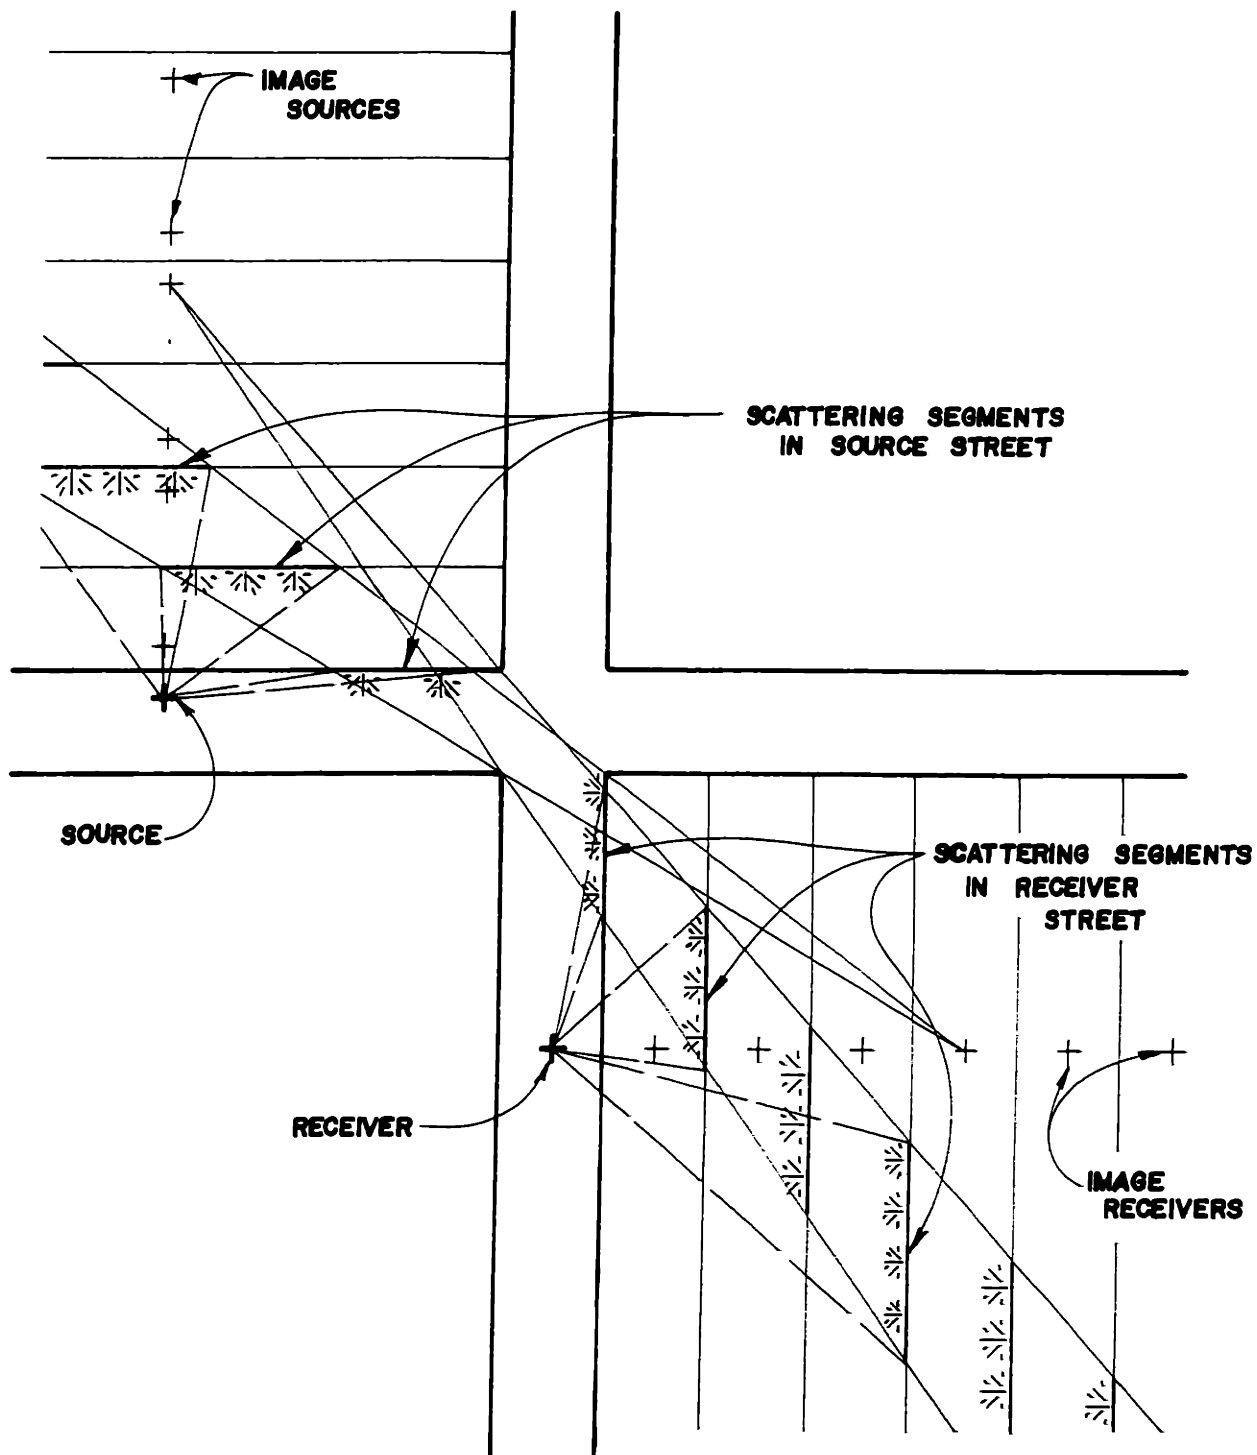 IMAGE
SOURCES
SCATTERING SEGMENTS
IN SOURCE STREET
SOURCE
SCATTERING SEGMENTS
IN RECEIVER
STREET
RECEIVER
IMAGE
RECEIVERS